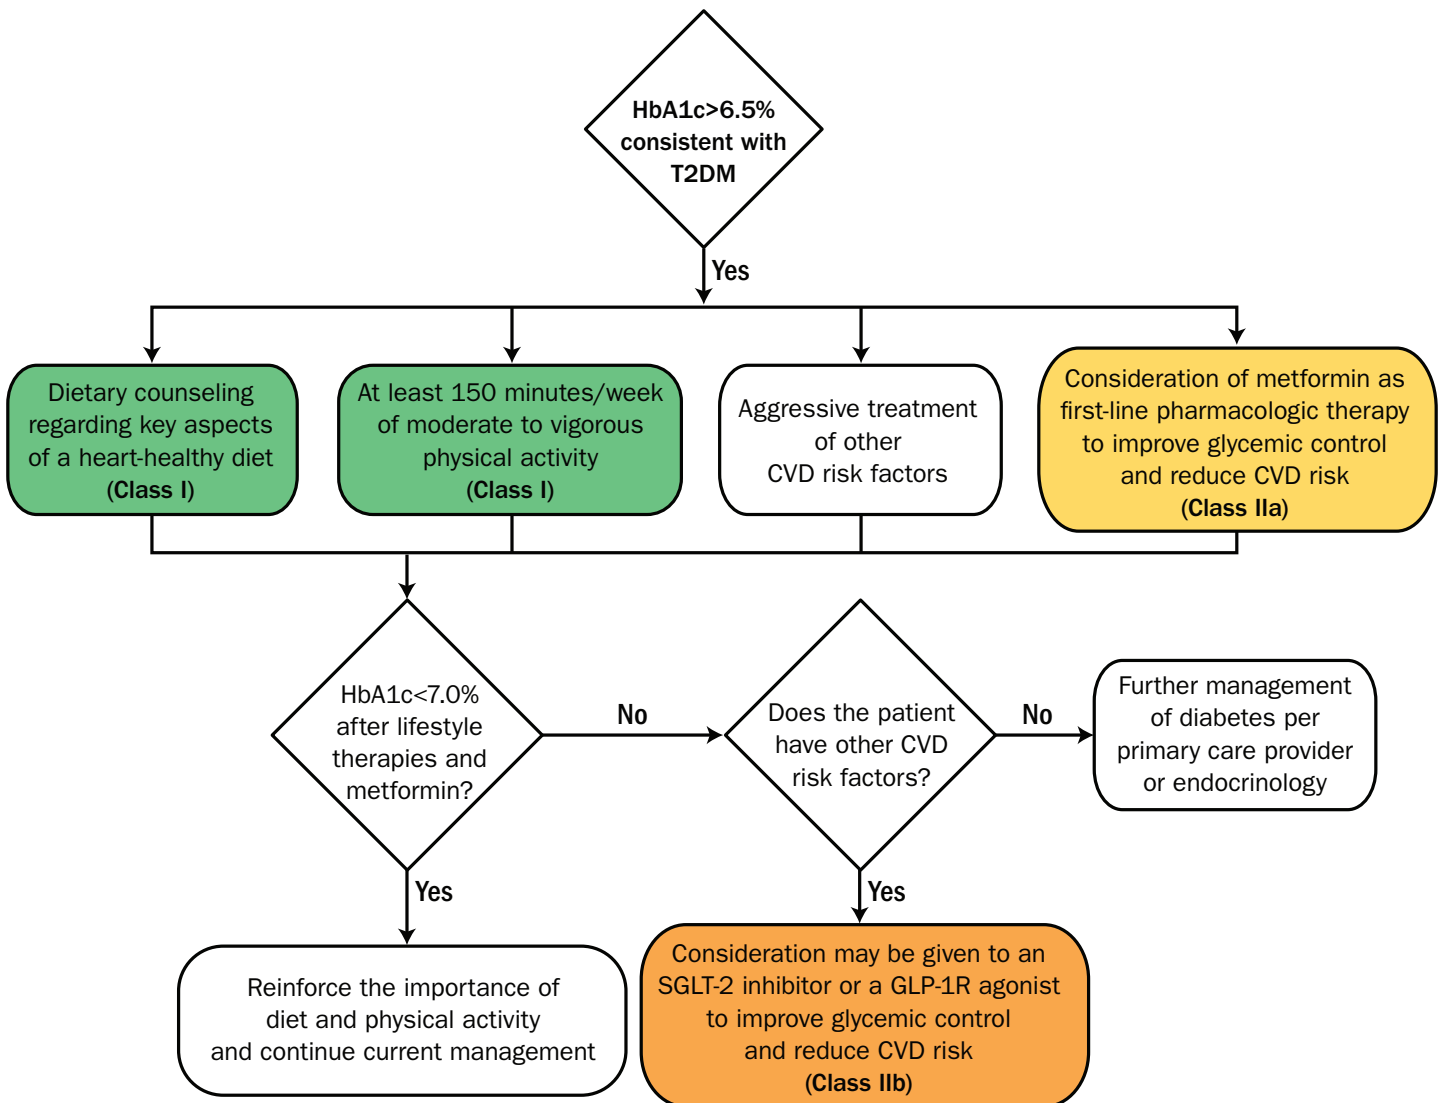 HbA1c>6.5%
consistent with
T2DM
Yes
Dietary counseling
regarding key aspects
of a heart-healthy diet
(Class I)
At least 150 minutes/week
of moderate to vigorous
physical activity
(Class I)
Aggressive treatment
of other
CVD risk factors
Consideration of metformin as
first-line pharmacologic therapy
to improve glycemic control
and reduce CVD risk
(Class IIa)
HbA1c<7.0%
after lifestyle
therapies and
metformin?
No
Does the patient
have other CVD
risk factors?
No
Further management
of diabetes per
primary care provider
or endocrinology
Yes
Yes
Reinforce the importance of
diet and physical activity
and continue current management
Consideration may be given to an
SGLT-2 inhibitor or a GLP-1R agonist
to improve glycemic control
and reduce CVD risk
(Class IIb)